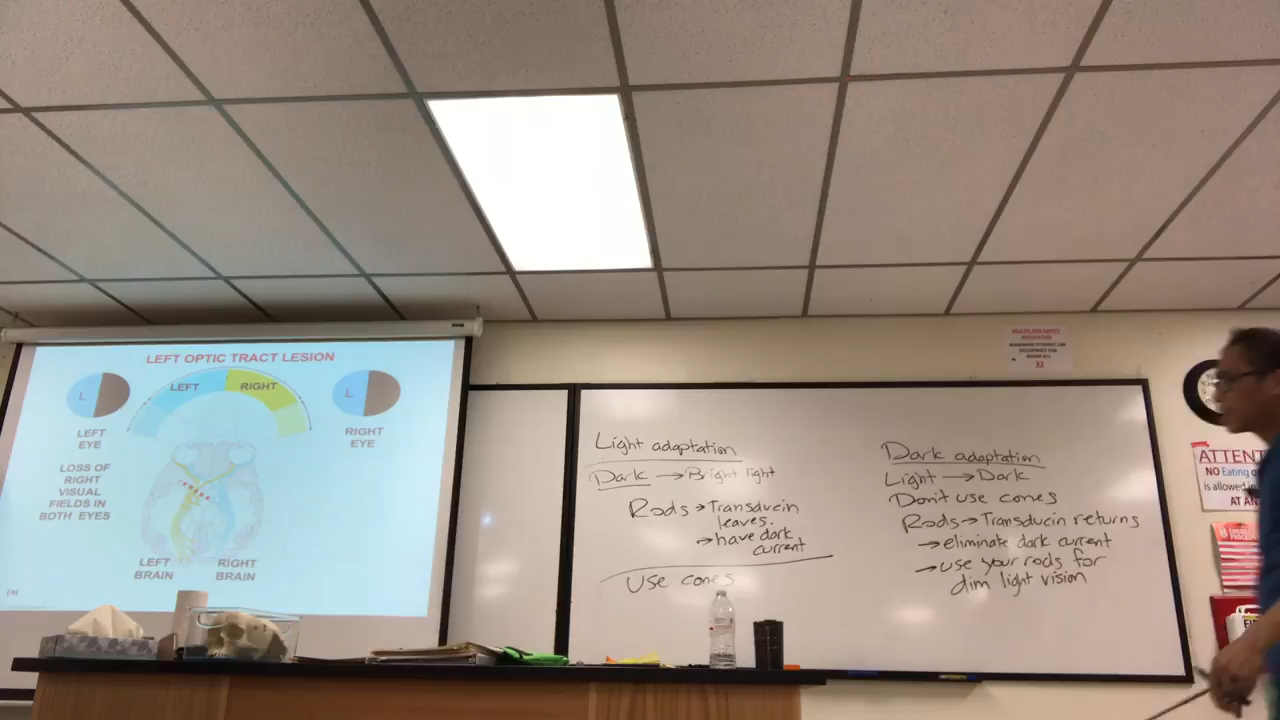 LEFT OPTIC TRACT LESION
LEFT
RIGHT
L
L
LEFT
EYE
RIGHT
EYE
LOSS OF
RIGHT
VISUAL
FIELDS IN
BOTH EYES
LEFT
BRAIN
RIGHT
BRAIN
Light adaptation
Dark → Bright light
Rods → Transducin
leaves.
→ have dark
current
Use cones
Dark adaptation
Light → Dark
Don't use cones
Rods → Transducin returns
→ eliminate dark current
→ use your rods for
dim light vision
32
ATTENT
NO Eating o
is allowed in
AT AN